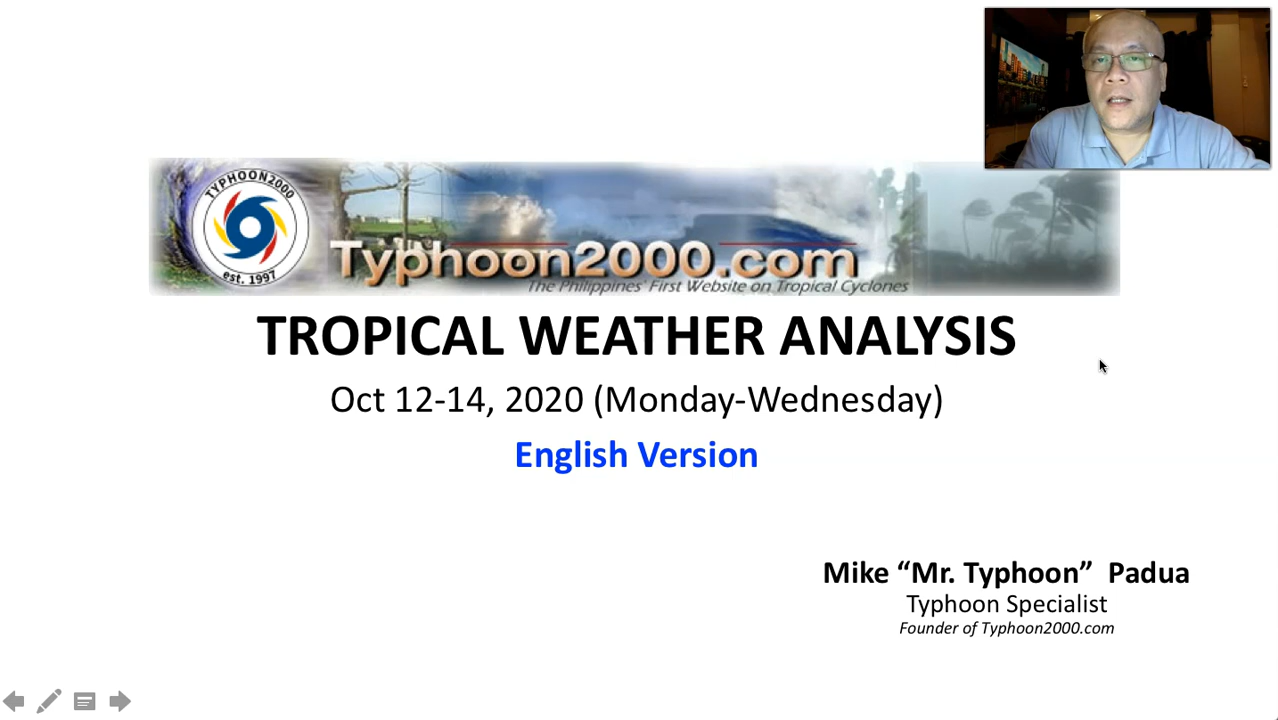 TYPHOON2000
est. 1997
Typhoon2000.com
The Philippines' First Website on Tropical Cyclones
TROPICAL WEATHER ANALYSIS
Oct 12-14, 2020 (Monday-Wednesday)
English Version
Mike “Mr. Typhoon” Padua
Typhoon Specialist
Founder of Typhoon2000.com